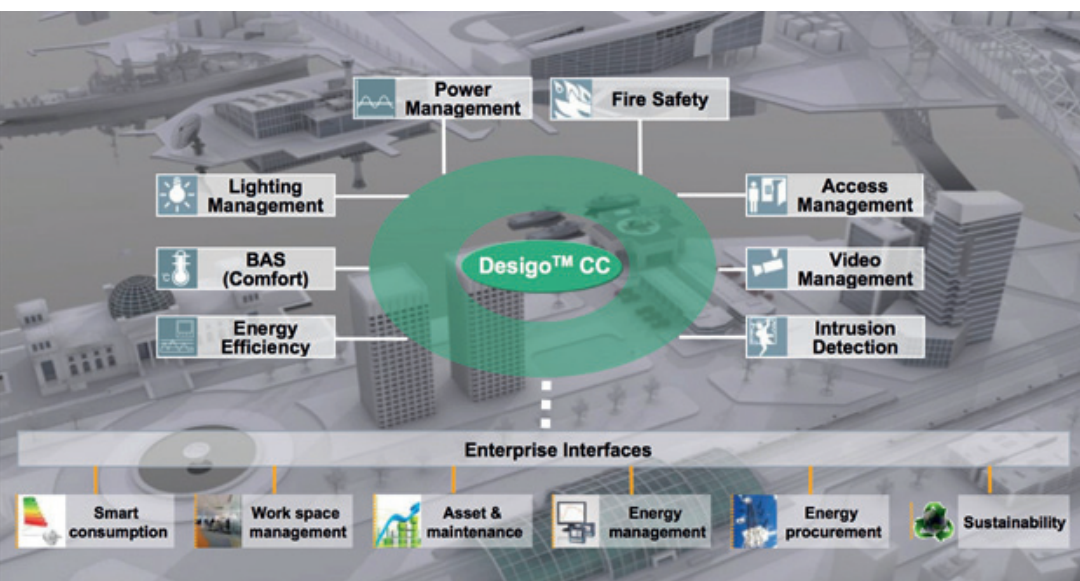 Power
Management
Fire Safety
Lighting
Management
Access
Management
BAS
(Comfort)
Desigo™ CC
Video
Management
Energy
Efficiency
Intrusion
Detection
Enterprise Interfaces
Smart
consumption
Work space
management
Asset &
maintenance
Energy
management
Energy
procurement
Sustainability